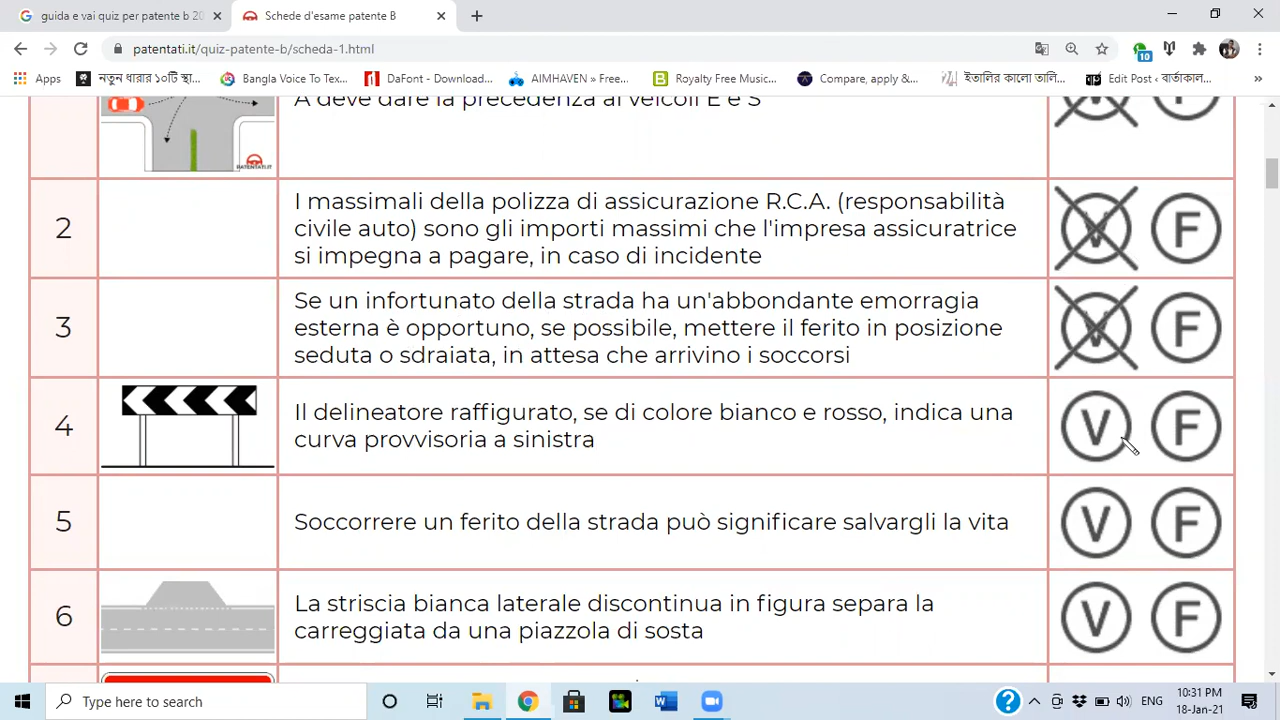 guida e vai quiz per patente b 20
Schede d'esame patente B
patentati.it/quiz-patente-b/scheda-1.html
10
Apps
নতুন ধারার ১০টি স্থা...
Bangla Voice To Tex...
DaFont - Download...
AIMHAVEN » Free...
Royalty Free Music...
Compare, apply &...
ইতালির কালো তালি...
Edit Post ‹ বার্তাকাল...
»
A deve dare la precedenza ai veicoli E e S
V F
PATENTATI.IT
2
I massimali della polizza di assicurazione R.C.A. (responsabilità
civile auto) sono gli importi massimi che l'impresa assicuratrice
si impegna a pagare, in caso di incidente
V F
3
Se un infortunato della strada ha un'abbondante emorragia
esterna è opportuno, se possibile, mettere il ferito in posizione
seduta o sdraiata, in attesa che arrivino i soccorsi
V F
4
Il delineatore raffigurato, se di colore bianco e rosso, indica una
curva provvisoria a sinistra
V F
5
Soccorrere un ferito della strada può significare salvargli la vita
V F
6
La striscia bianca laterale discontinua in figura separa la
carreggiata da una piazzola di sosta
V F
Type here to search
ENG
10:31 PM
18-Jan-21